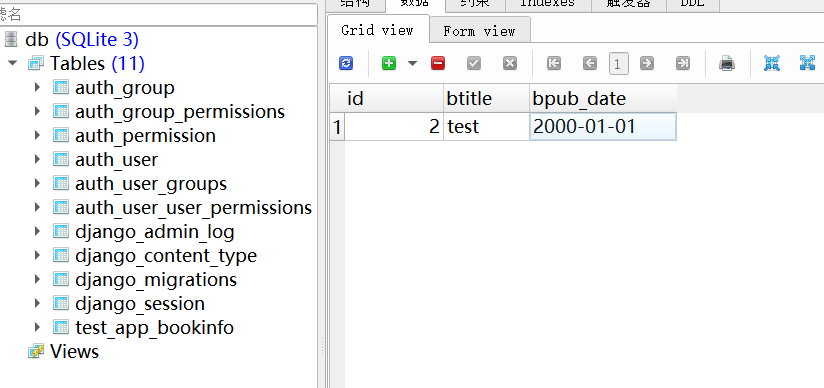 滤名
db (SQLite 3)
Tables (11)
auth_group
auth_group_permissions
auth_permission
auth_user
auth_user_groups
auth_user_user_permissions
django_admin_log
django_content_type
django_migrations
django_session
test_app_bookinfo
Views
结构 数据 约束 Indexes 触发器 DDL
Grid view Form view
1
id btitle bpub_date
1 2 test 2000-01-01